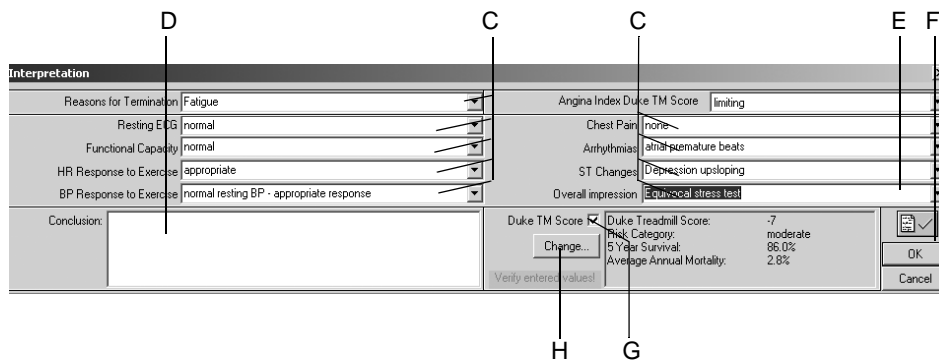 D C C E F
Interpretation
Reasons for Termination Fatigue Angina Index Duke TM Score limiting
Resting ECG normal Chest Pain none
Functional Capacity normal Arrhythmias atrial premature beats
HR Response to Exercise appropriate ST Changes Depression upsloping
BP Response to Exercise normal resting BP - appropriate response Overall impression Equivocal stress test
Conclusion: Duke TM Score Duke Treadmill Score: -7
Risk Category: moderate
Change... 5 Year Survival: 86.0%
Average Annual Mortality: 2.8%
OK
Verify entered values! Cancel
H G